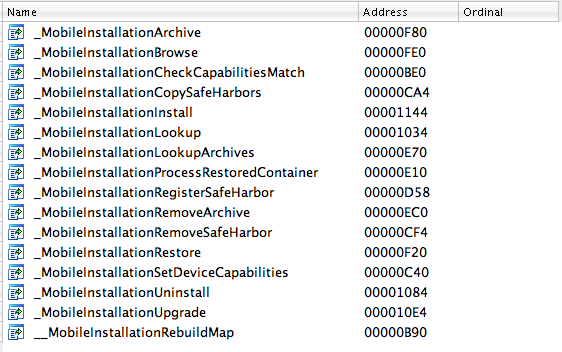 Name Address Ordinal
_MobileInstallationArchive 00000F80
_MobileInstallationBrowse 00000FE0
_MobileInstallationCheckCapabilitiesMatch 00000BE0
_MobileInstallationCopySafeHarbors 00000CA4
_MobileInstallationInstall 00001144
_MobileInstallationLookup 00001034
_MobileInstallationLookupArchives 00000E70
_MobileInstallationProcessRestoredContainer 00000E10
_MobileInstallationRegisterSafeHarbor 00000D58
_MobileInstallationRemoveArchive 00000EC0
_MobileInstallationRemoveSafeHarbor 00000CF4
_MobileInstallationRestore 00000F20
_MobileInstallationSetDeviceCapabilities 00000C40
_MobileInstallationUninstall 00001084
_MobileInstallationUpgrade 000010E4
__MobileInstallationRebuildMap 00000B90